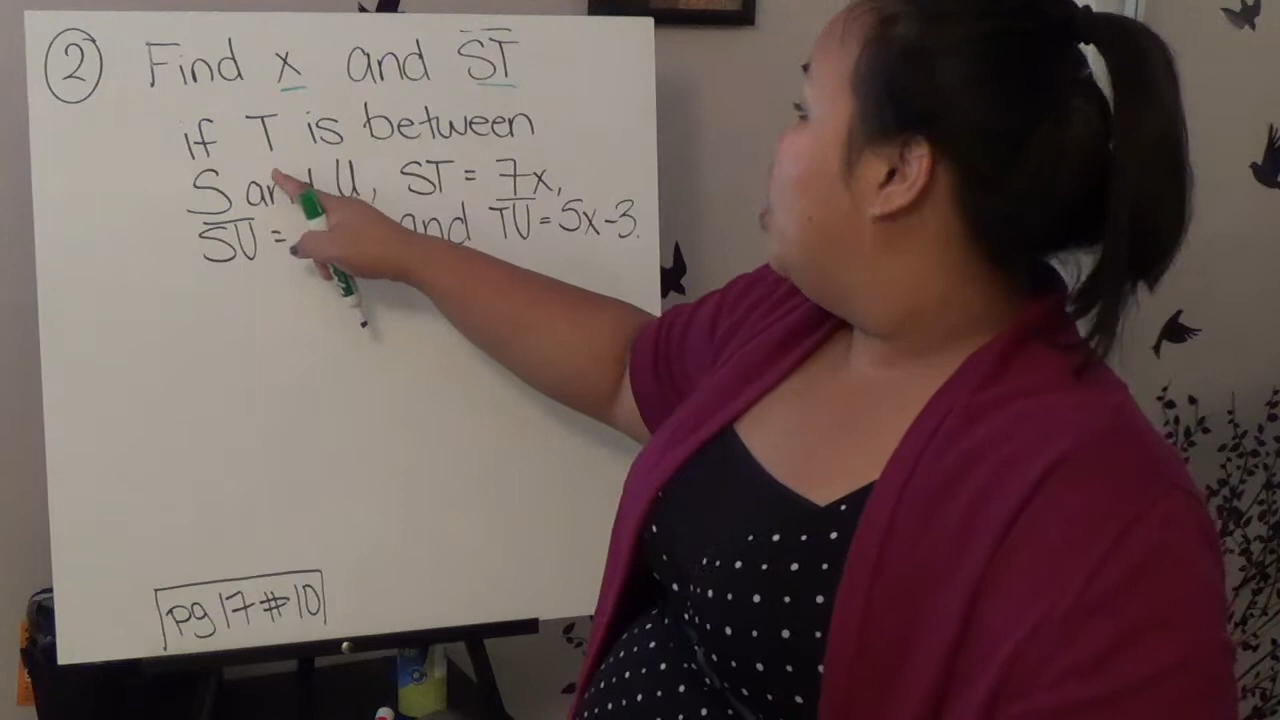 2 Find x and ST
if T is between
S and U, ST = 7x,
SU = and TU = 5x-3.
pg 17 #10